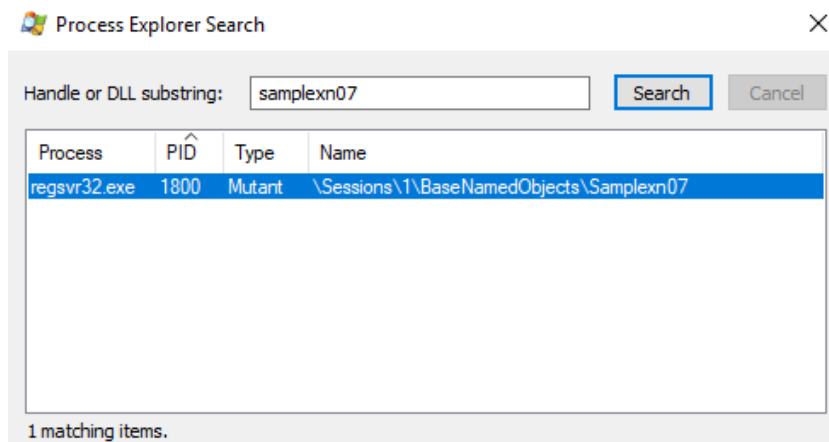 Process Explorer Search
Handle or DLL substring: samplexn07 Search Cancel
Process PID Type Name
regsvr32.exe 1800 Mutant \Sessions\1\BaseNamedObjects\Samplexn07
1 matching items.